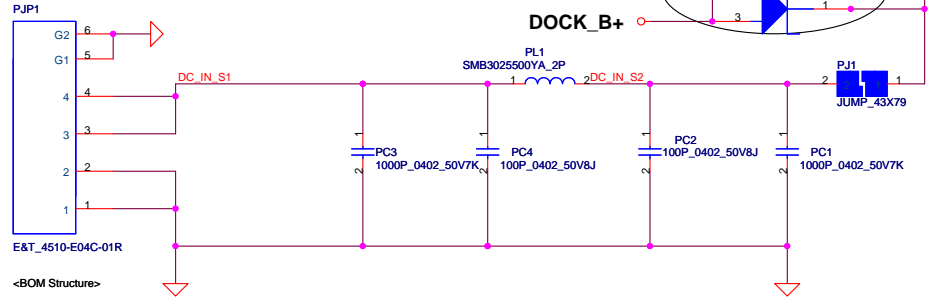 PJP1
DOCK_B+
3
1
G2
6
G1
5
4
4
3
3
2
2
1
1
DC_IN_S1
PL1
SMB3025500YA_2P
1
2
DC_IN_S2
PJ1
2
1
2
1
JUMP_43X79
1
2
PC3
1000P_0402_50V7K
1
2
PC4
100P_0402_50V8J
1
2
PC2
100P_0402_50V8J
1
2
PC1
1000P_0402_50V7K
E&T_4510-E04C-01R
<BOM Structure>